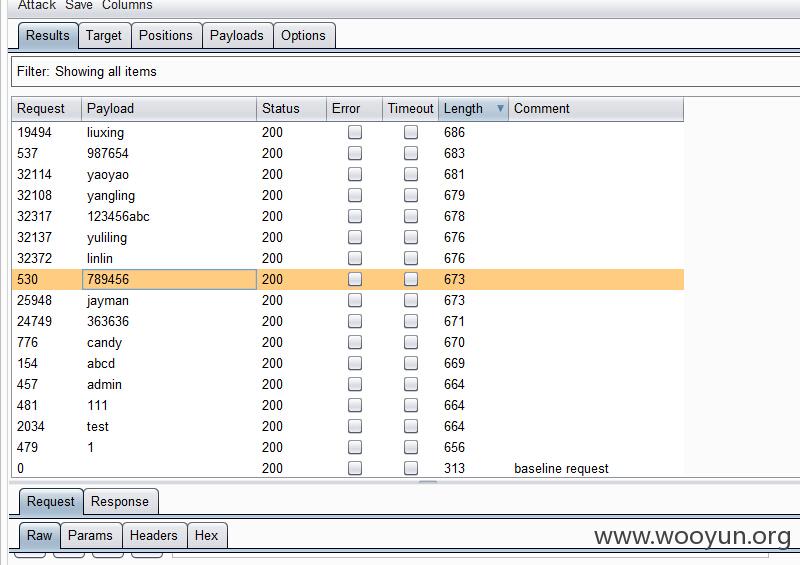 Attack Save Columns
Results Target Positions Payloads Options
Filter: Showing all items
Request Payload Status Error Timeout Length Comment
19494 liuxing 200 686
537 987654 200 683
32114 yaoyao 200 681
32108 yangling 200 679
32317 123456abc 200 678
32137 yuliling 200 676
32372 linlin 200 676
530 789456 200 673
25948 jayman 200 673
24749 363636 200 671
776 candy 200 670
154 abcd 200 669
457 admin 200 664
481 111 200 664
2034 test 200 664
479 1 200 656
0 200 313 baseline request
Request Response
Raw Params Headers Hex
www.wooyun.org